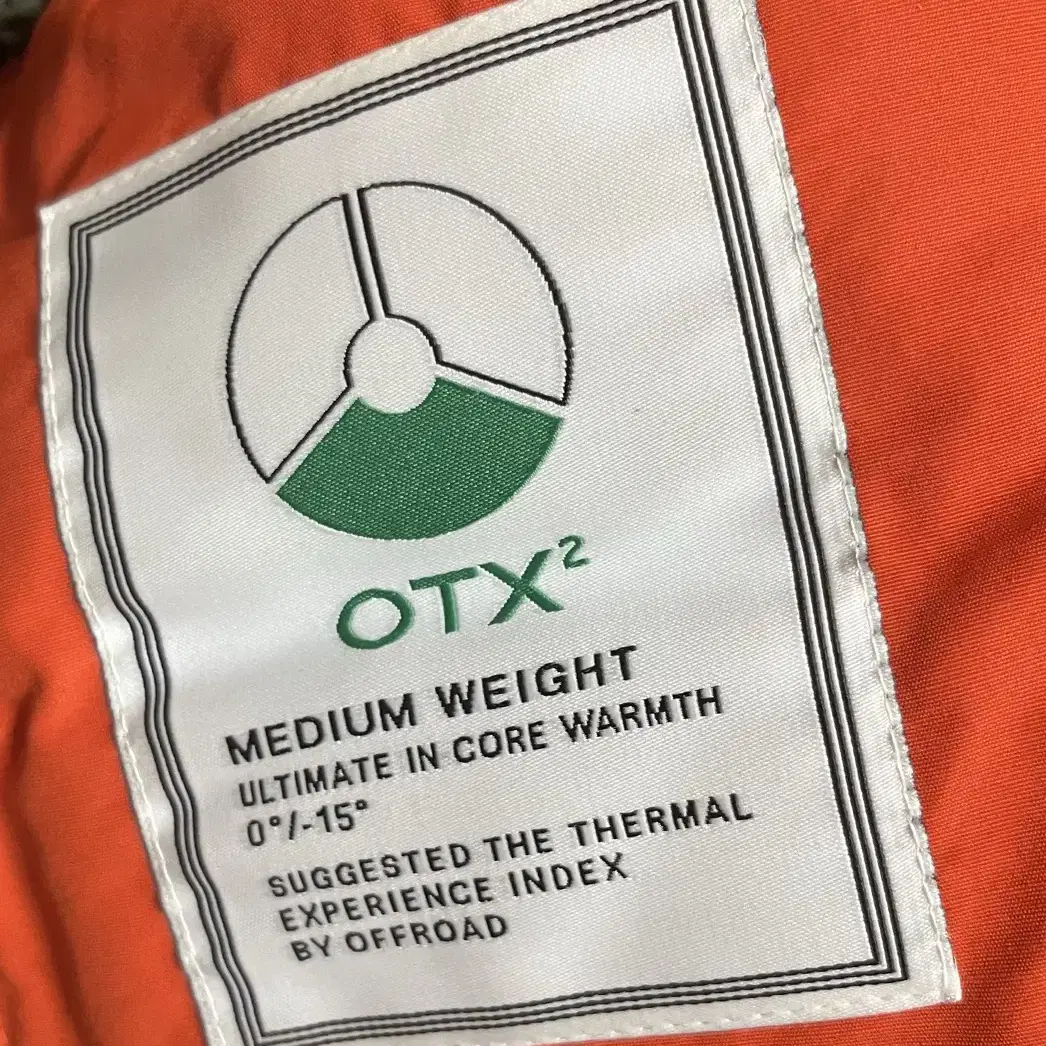 OTX²
MEDIUM WEIGHT
ULTIMATE IN CORE WARMTH
0°/-15°
SUGGESTED THE THERMAL
EXPERIENCE INDEX
BY OFFROAD